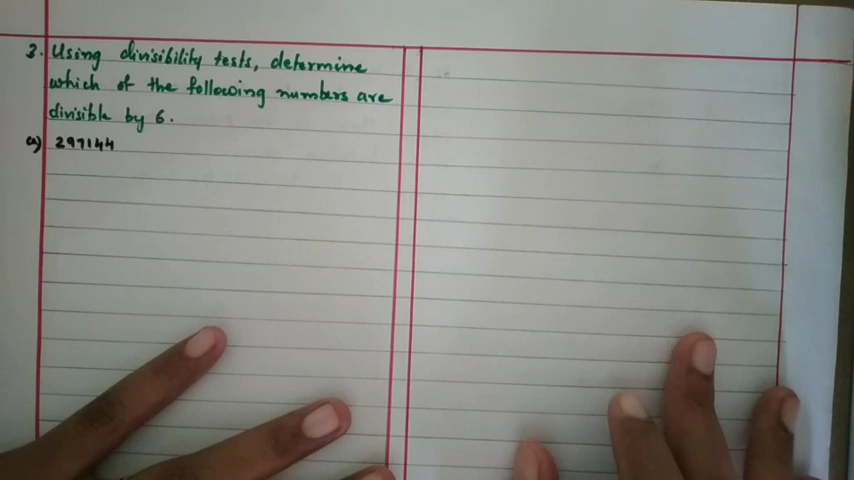 3. Using divisibility tests, determine
which of the following numbers are
divisible by 6.
a) 297144